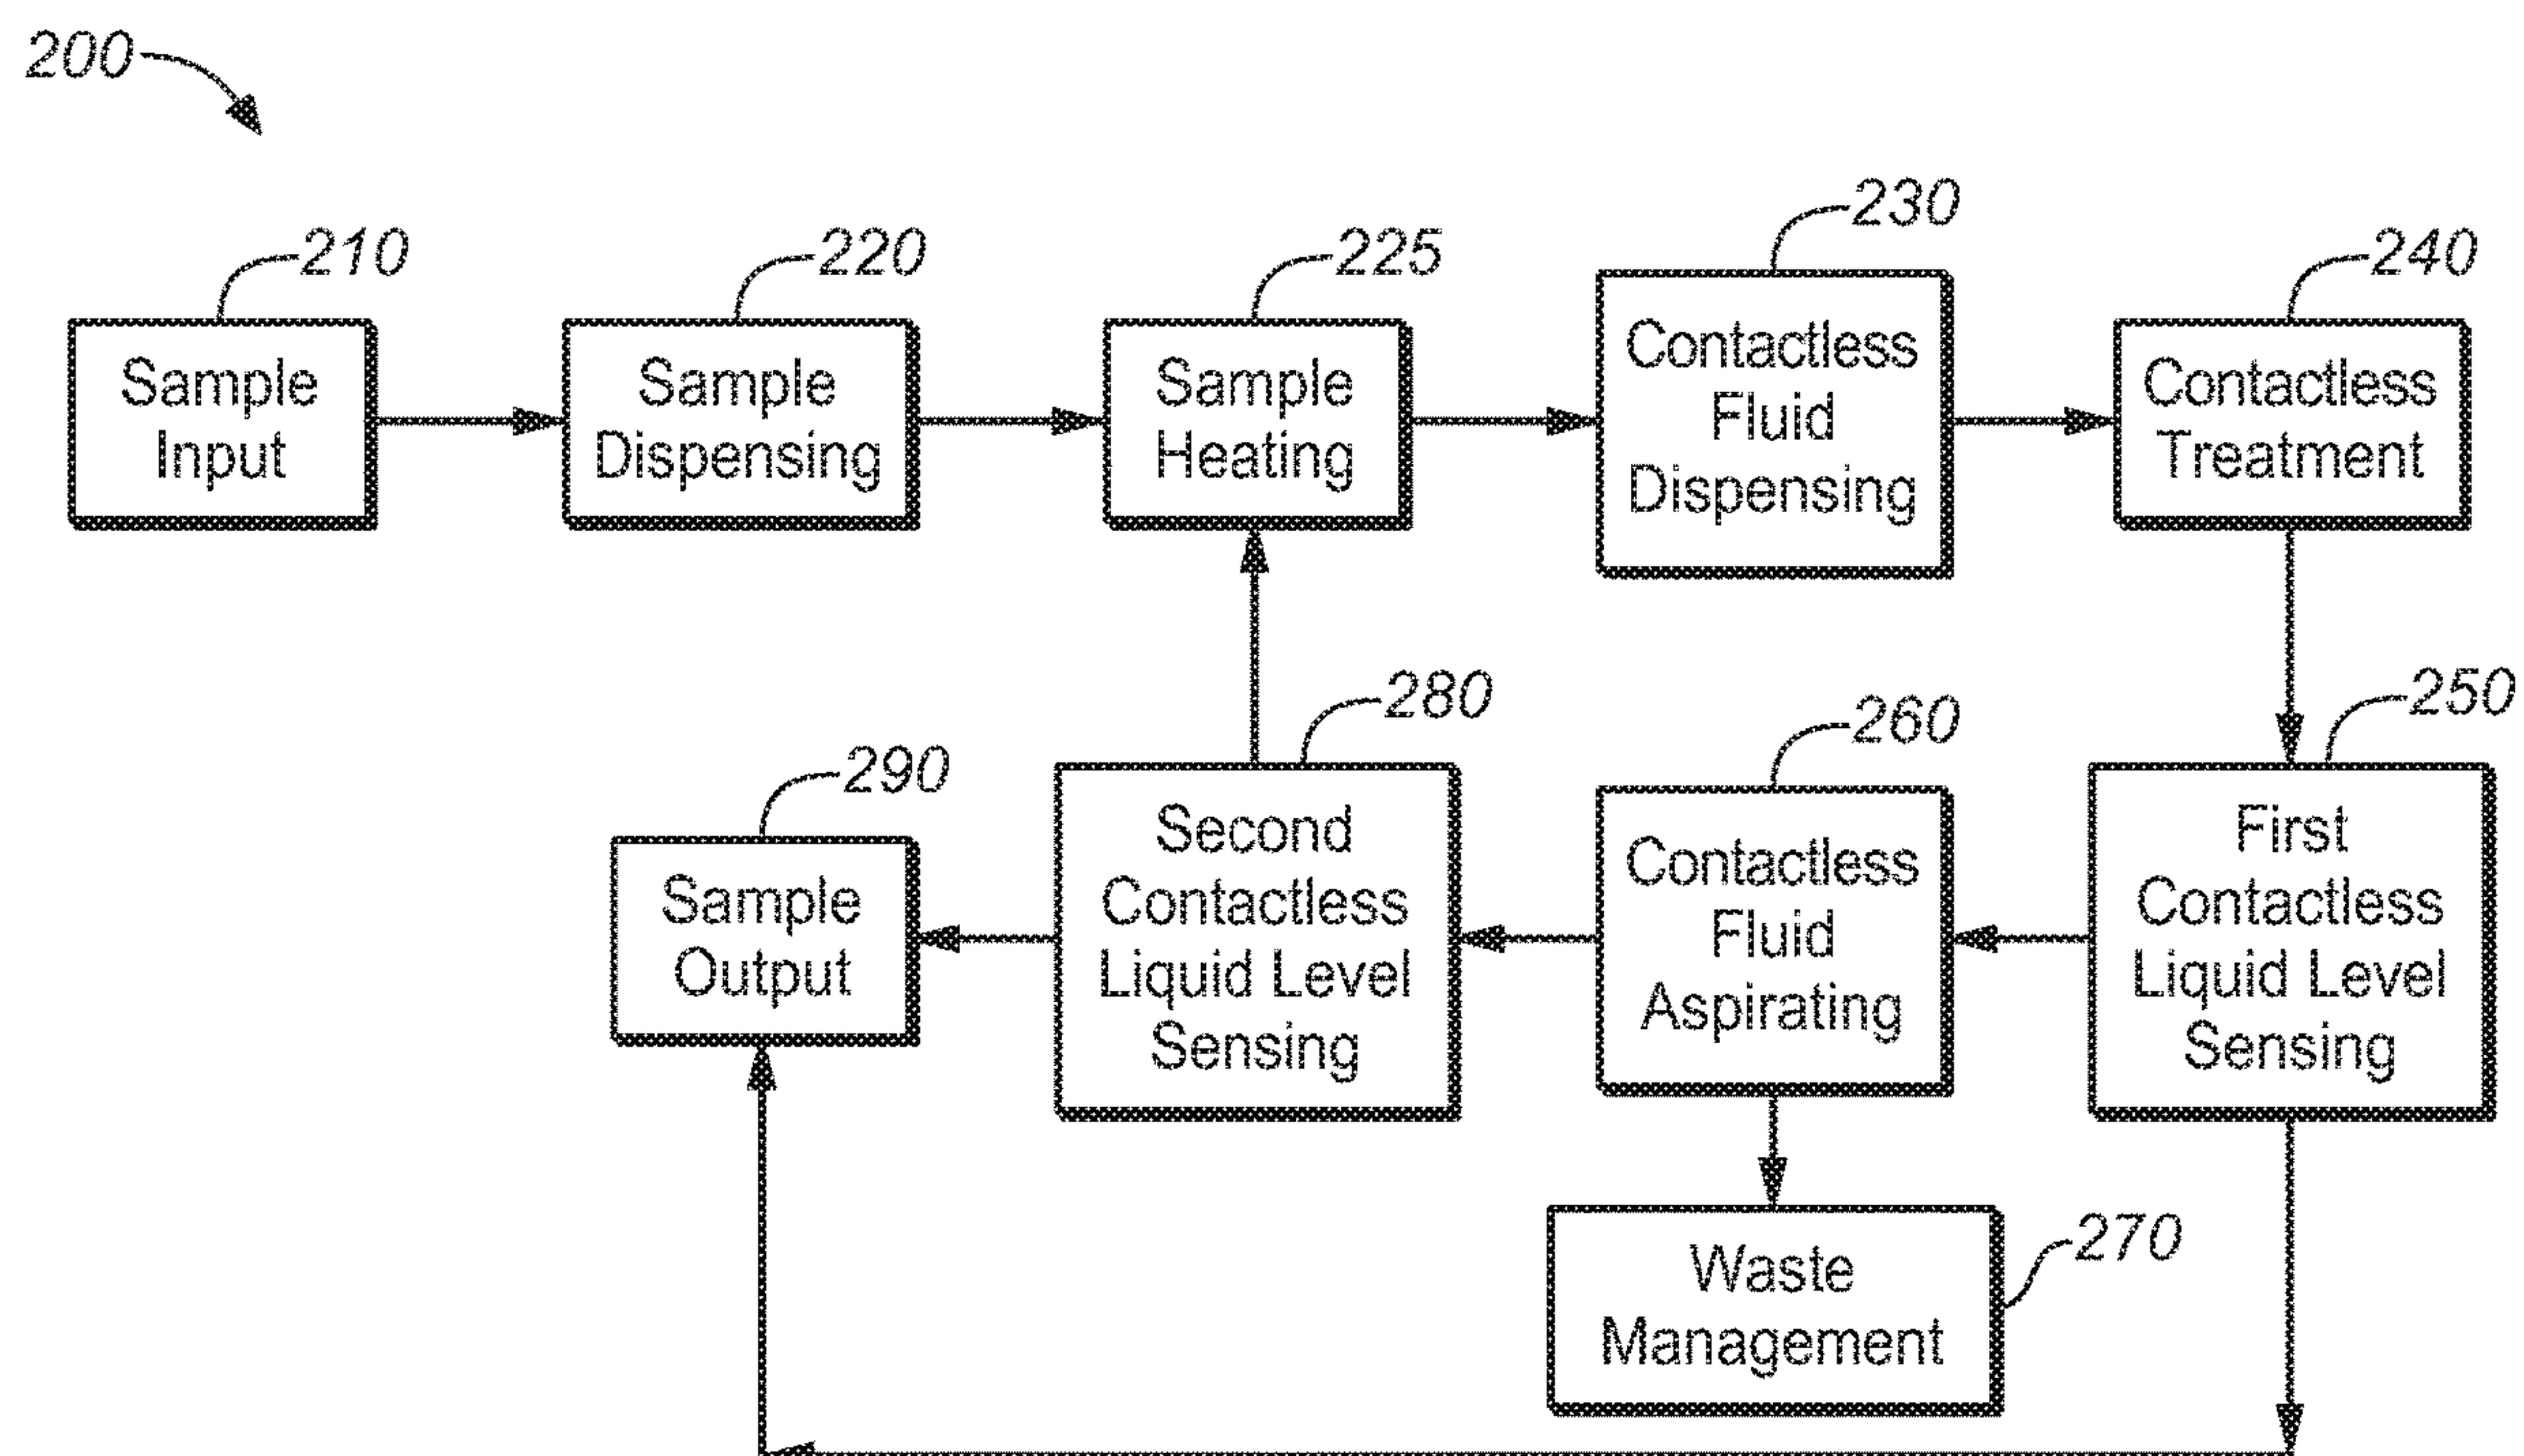 200
210
Sample
Input
220
Sample
Dispensing
225
Sample
Heating
230
Contactless
Fluid
Dispensing
240
Contactless
Treatment
250
First
Contactless
Liquid Level
Sensing
260
Contactless
Fluid
Aspirating
270
Waste
Management
280
Second
Contactless
Liquid Level
Sensing
290
Sample
Output